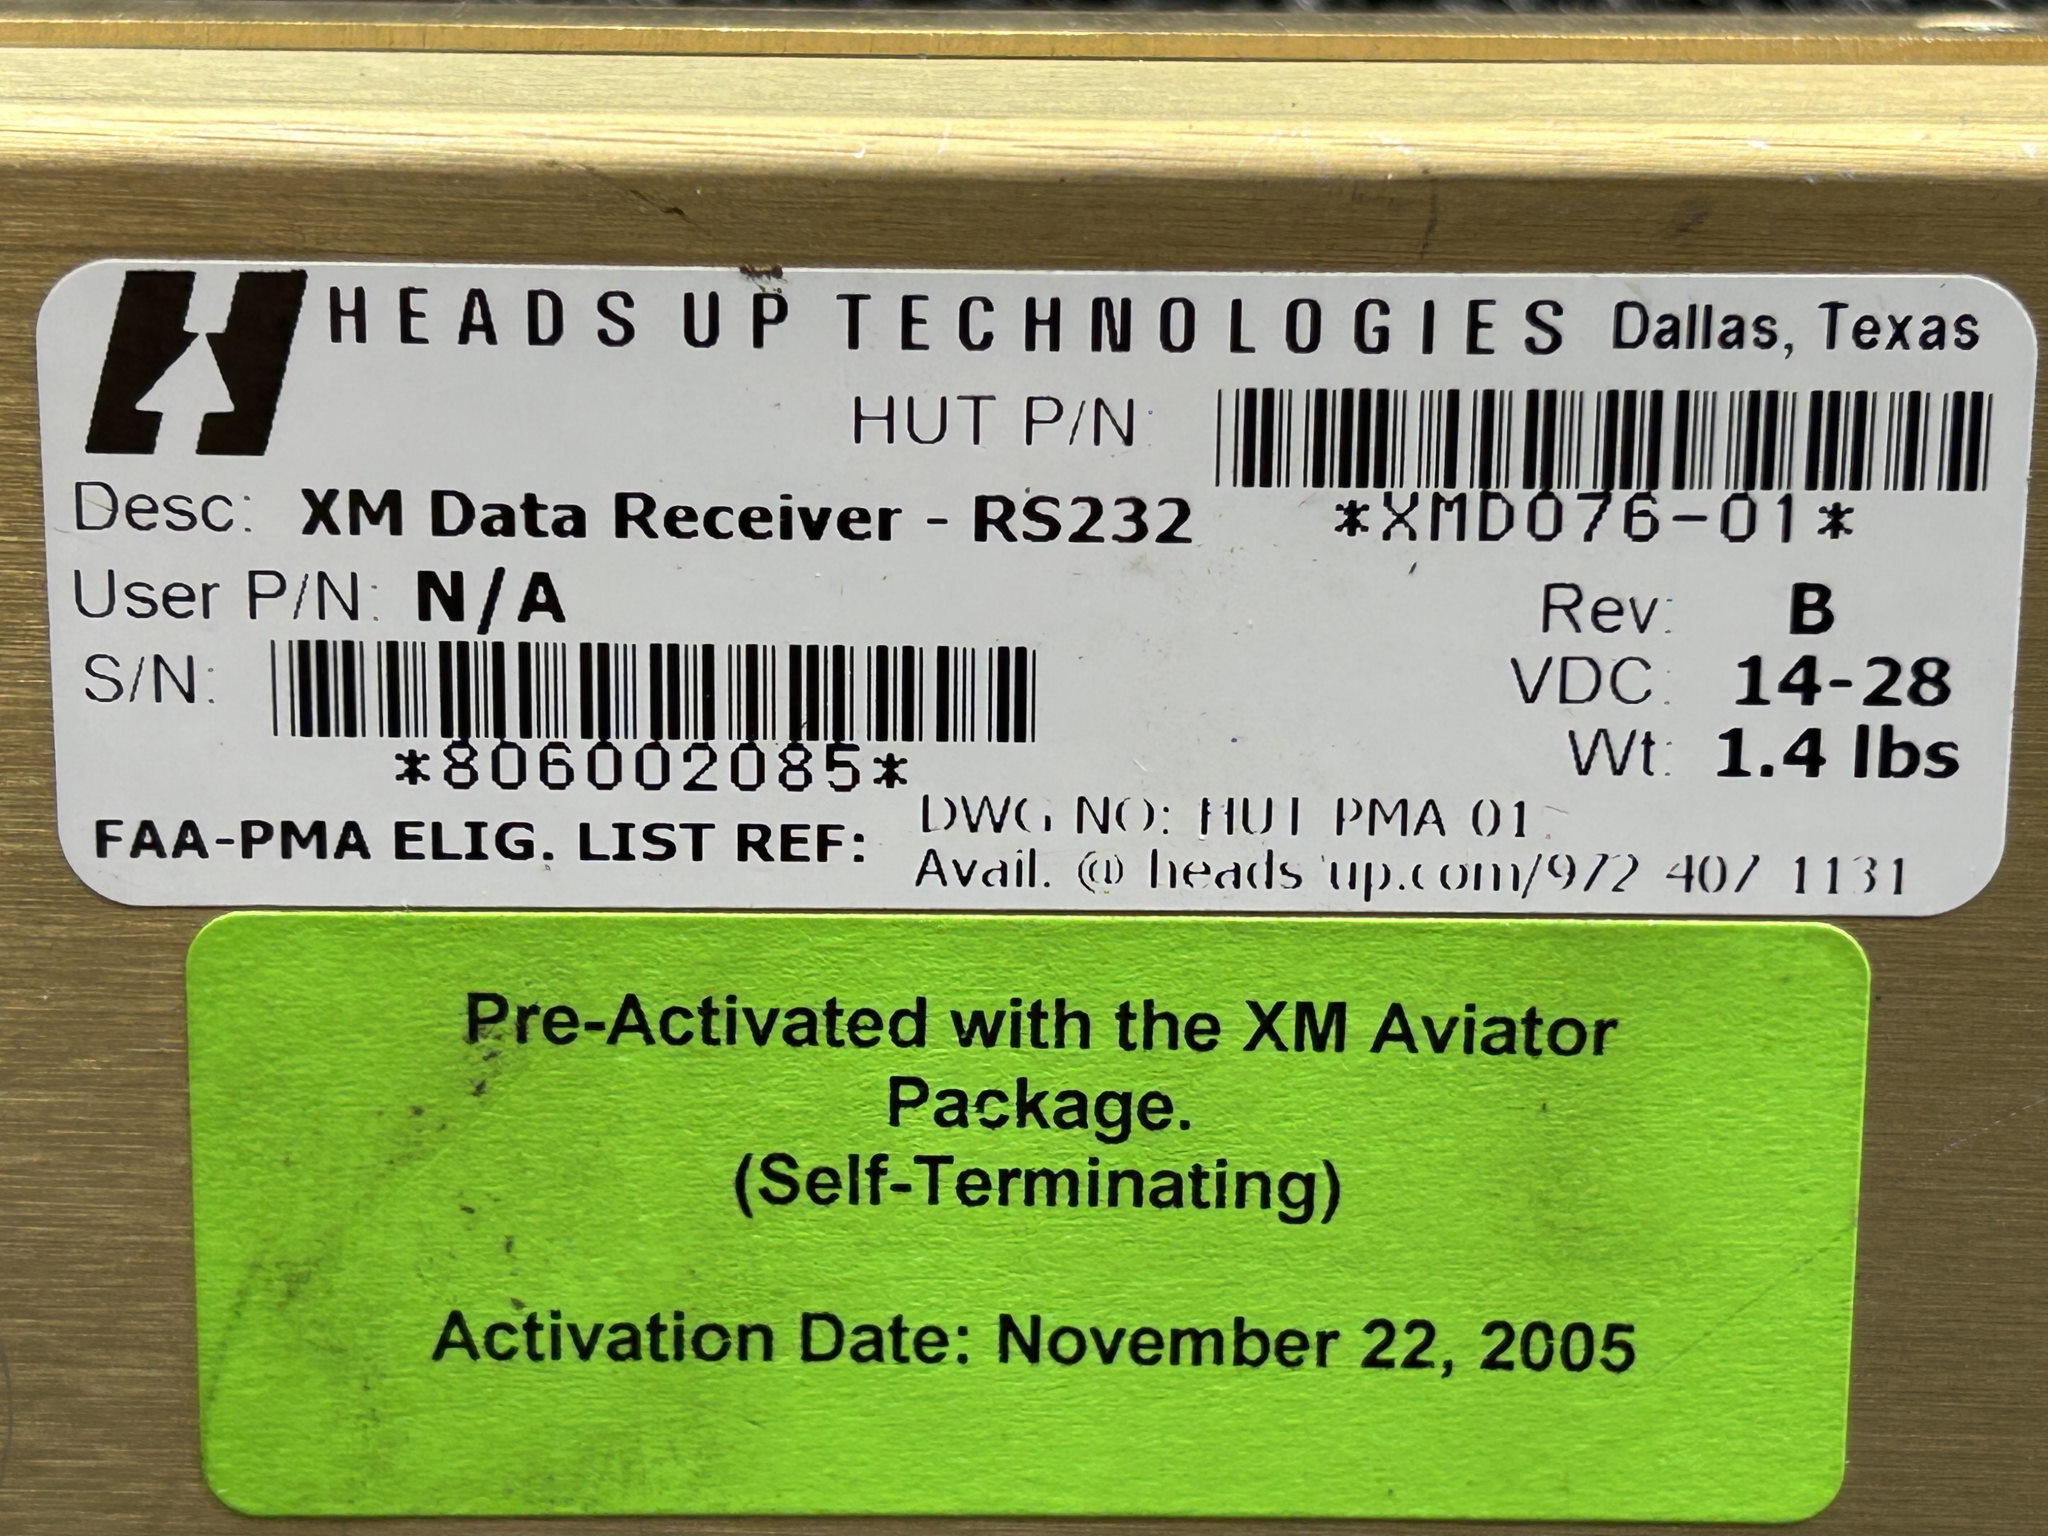 HEADS UP TECHNOLOGIES Dallas, Texas
HUT P/N:
*XMD076-01*
Desc: XM Data Receiver - RS232
User P/N: N/A
Rev: B
S/N:
*806002085*
VDC: 14-28
Wt: 1.4 lbs
FAA-PMA ELIG. LIST REF:
DWG NO: HUT PMA 01
Avail. @ heads up.com/972 407 1131
Pre-Activated with the XM Aviator
Package.
(Self-Terminating)
Activation Date: November 22, 2005